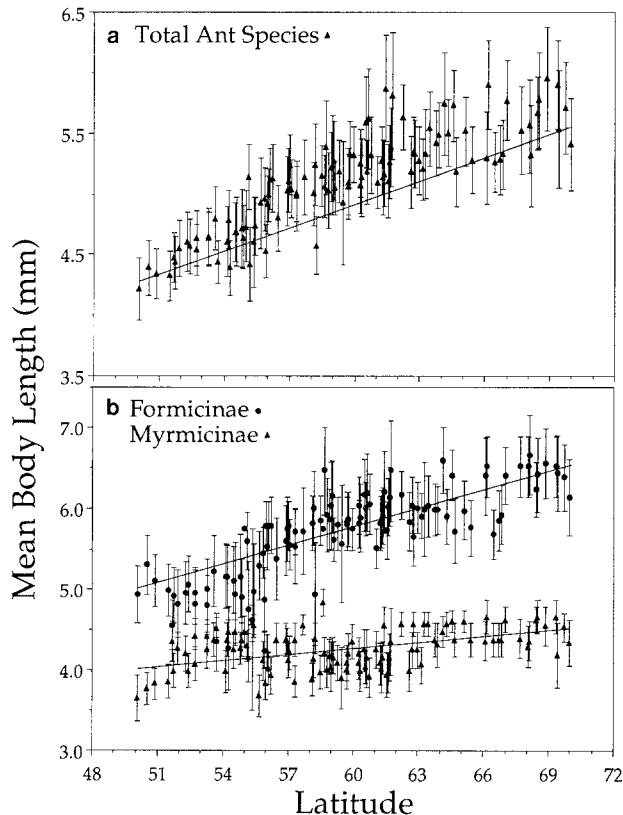 6.5
a Total Ant Species ▲
5.5
4.5
3.5
b Formicinae ●
Myrmicinae ▲
7.0
6.0
5.0
4.0
3.0
48 51 54 57 60 63 66 69 72
Latitude
Mean Body Length (mm)